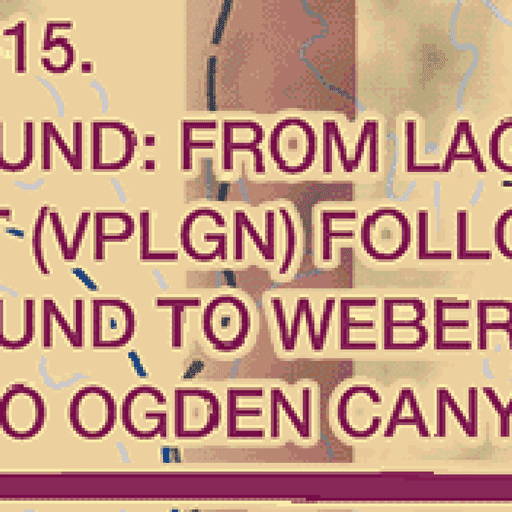 15.
UND: FROM LAG
T (VPLGN) FOLLO
UND TO WEBER
O OGDEN CANY